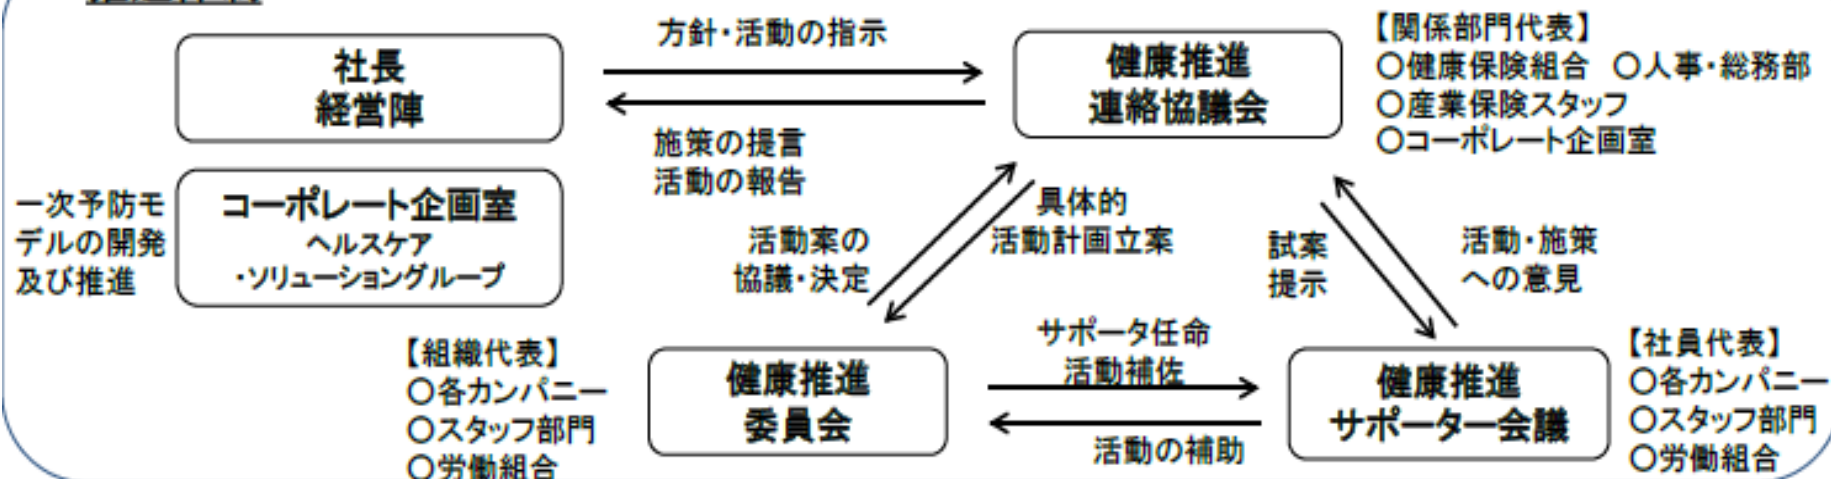 方針・活動の指示
社長
経営陣
健康推進
連絡協議会
【関係部門代表】
〇健康保険組合 〇人事・総務部
〇産業保険スタッフ
〇コーポレート企画室
施策の提言
活動の報告
一次予防モ
デルの開発
及び推進
コーポレート企画室
ヘルスケア
・ソリューショングループ
活動案の
協議・決定
具体的
活動計画立案
試案
提示
活動・施策
への意見
【組織代表】
〇各カンパニー
〇スタッフ部門
〇労働組合
健康推進
委員会
サポータ任命
活動補佐
活動の補助
健康推進
サポーター会議
【社員代表】
〇各カンパニー
〇スタッフ部門
〇労働組合